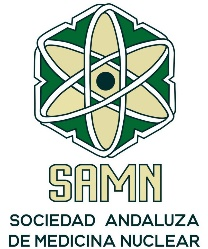 SAMN
SOCIEDAD ANDALUZA
DE MEDICINA NUCLEAR